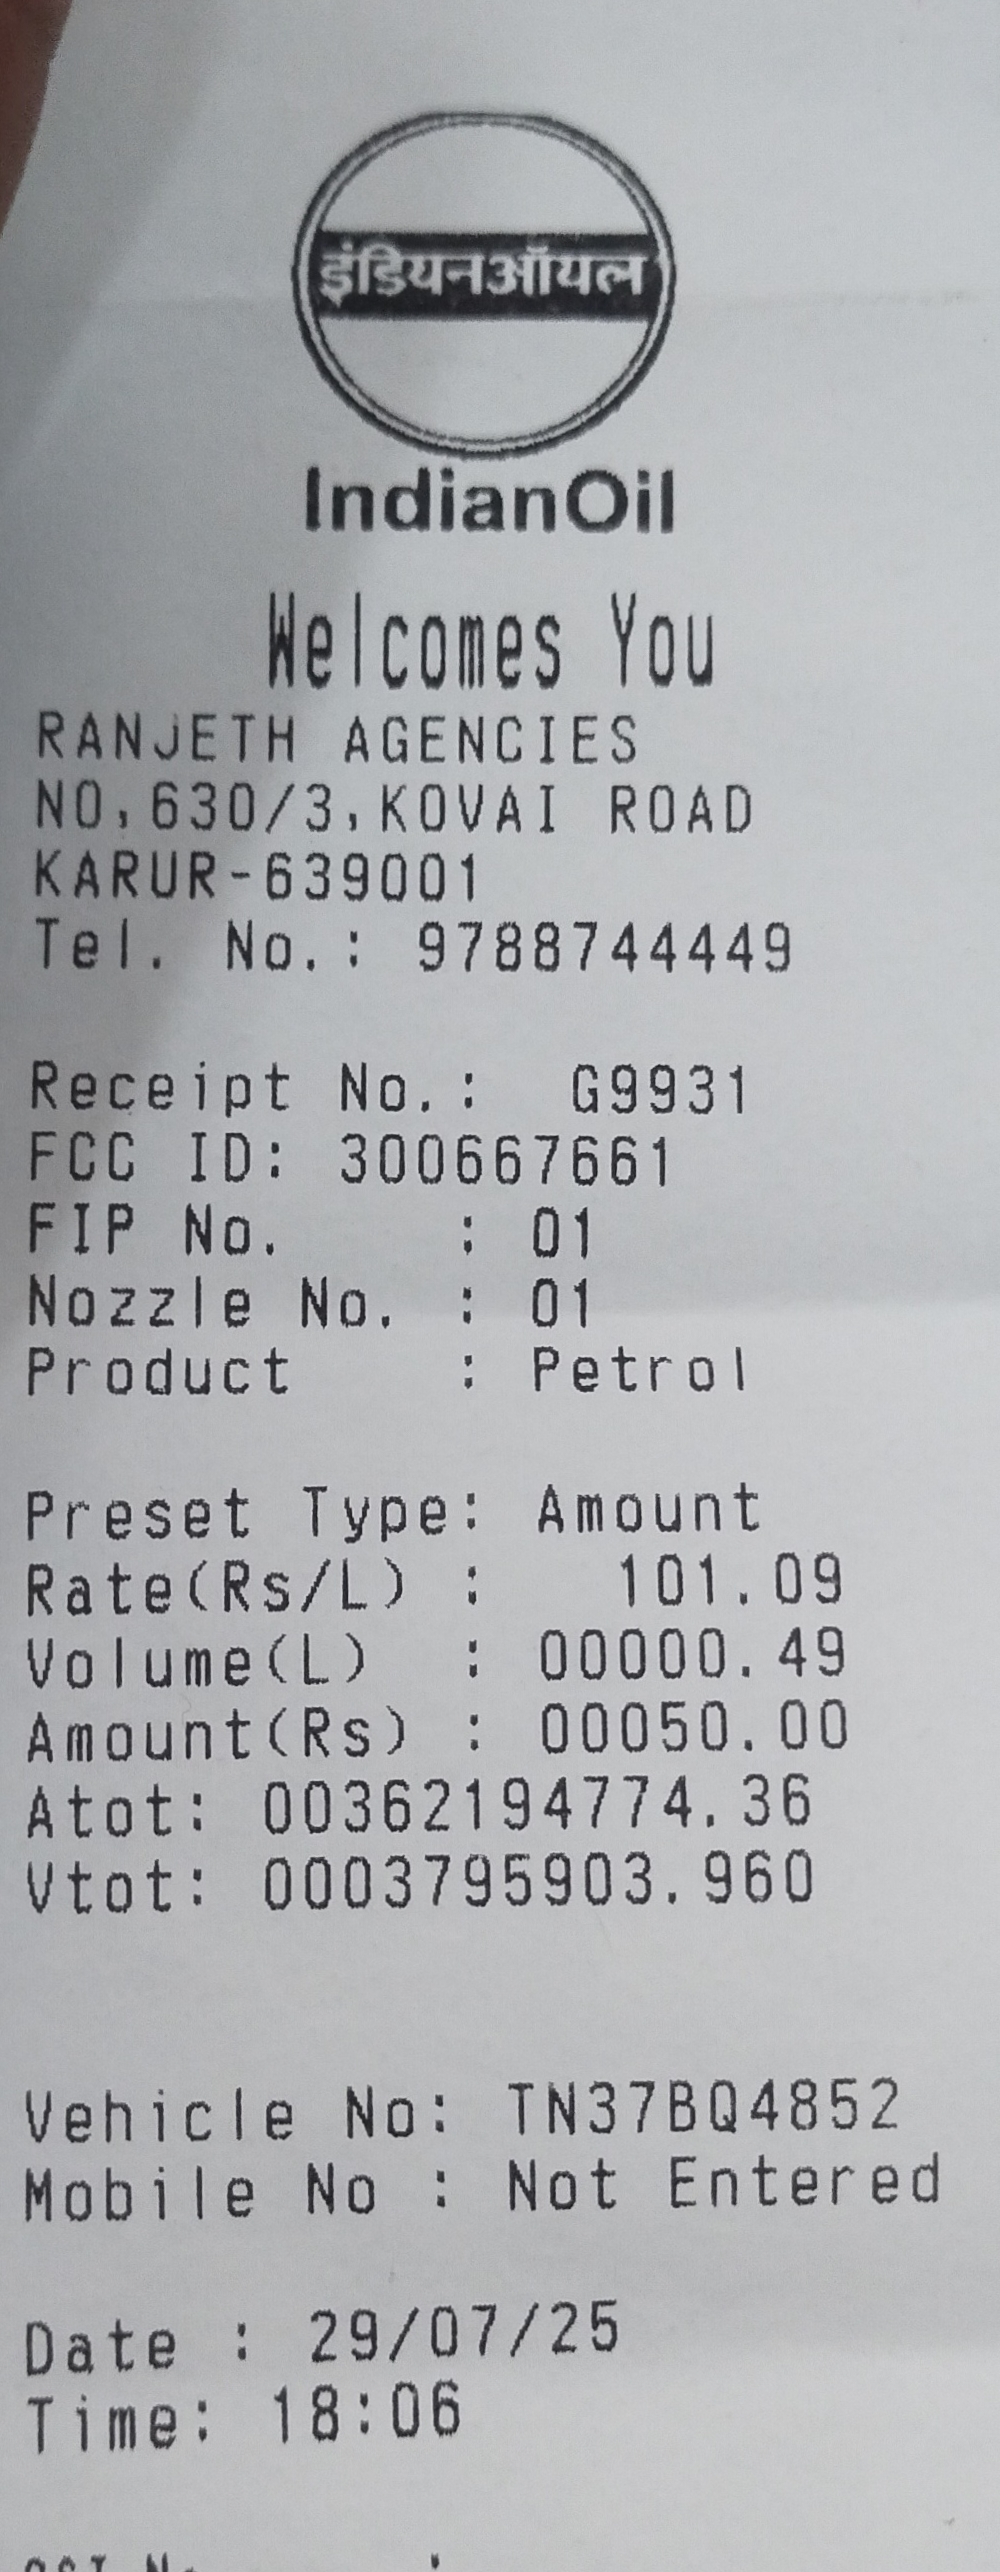 इंडियनऑयल
IndianOil
Welcomes You
RANJETH AGENCIES
NO,630/3,KOVAI ROAD
KARUR-639001
Tel. No.: 9788744449
Receipt No.: G9931
FCC ID: 300667661
FIP No. : 01
Nozzle No. : 01
Product : Petrol
Preset Type: Amount
Rate(Rs/L) : 101.09
Volume(L) : 00000.49
Amount(Rs) : 00050.00
Atot: 00362194774.36
Vtot: 0003795903.960
Vehicle No: TN37BQ4852
Mobile No : Not Entered
Date : 29/07/25
Time: 18:06